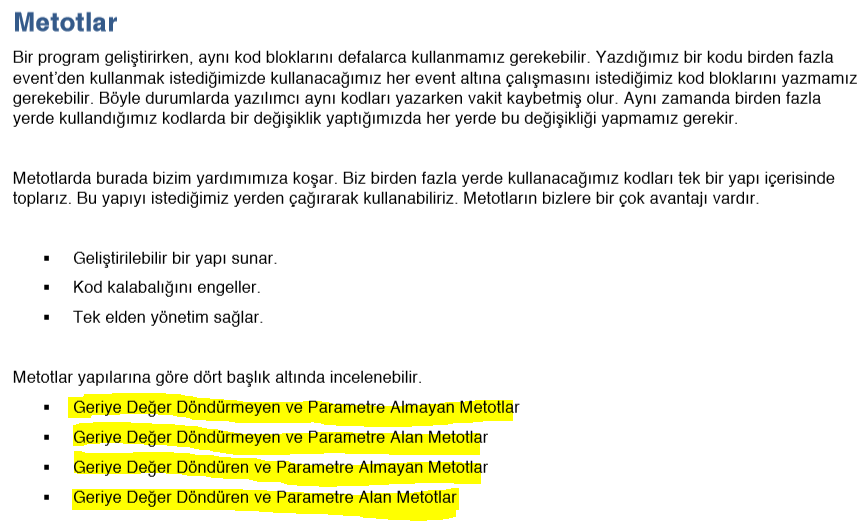 Metotlar
Bir program geliştirirken, aynı kod bloklarını defalarca kullanmamız gerekebilir. Yazdığımız bir kodu birden fazla
event’den kullanmak istediğimizde kullanacağımız her event altına çalışmasını istediğimiz kod bloklarını yazmamız
gerekebilir. Böyle durumlarda yazılımcı aynı kodları yazarken vakit kaybetmiş olur. Aynı zamanda birden fazla
yerde kullandığımız kodlarda bir değişiklik yaptığımızda her yerde bu değişikliği yapmamız gerekir.
Metotlarda burada bizim yardımımıza koşar. Biz birden fazla yerde kullanacağımız kodları tek bir yapı içerisinde
toplarız. Bu yapıyı istediğimiz yerden çağırarak kullanabiliriz. Metotların bizlere bir çok avantajı vardır.
▪ Geliştirilebilir bir yapı sunar.
▪ Kod kalabalığını engeller.
▪ Tek elden yönetim sağlar.
Metotlar yapılarına göre dört başlık altında incelenebilir.
▪ Geriye Değer Döndürmeyen ve Parametre Almayan Metotlar
▪ Geriye Değer Döndürmeyen ve Parametre Alan Metotlar
▪ Geriye Değer Döndüren ve Parametre Almayan Metotlar
▪ Geriye Değer Döndüren ve Parametre Alan Metotlar